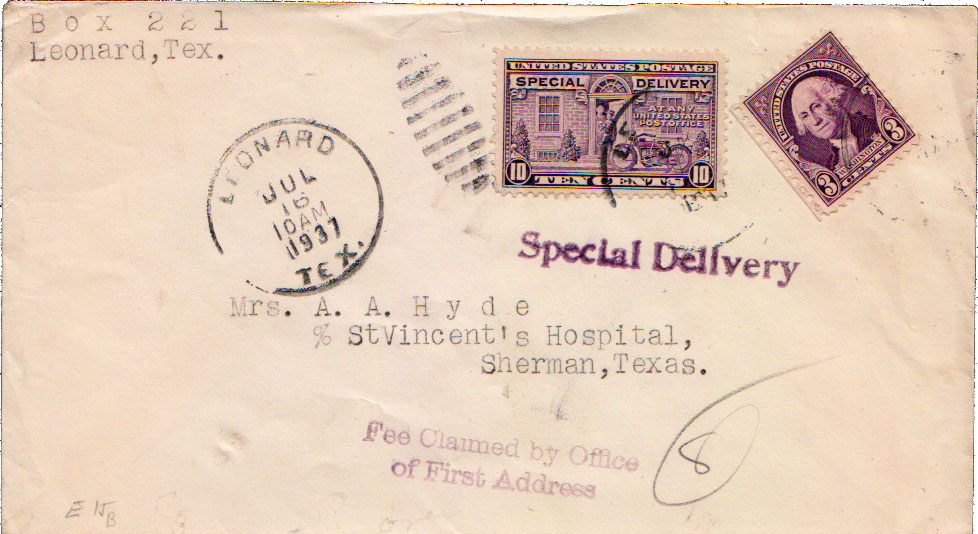 Box 221
Leonard,Tex.
UNITED STATES POSTAGE
SPECIAL DELIVERY
AT ANY
UNITED STATES
POST OFFICE
10 TEN CENTS 10
UNITED STATES POSTAGE
WASHINGTON
3 CENTS 3
LEONARD
JUL
16
10AM
1937
TEX.
Special Delivery
Mrs. A. A. Hyde
% StVincent's Hospital,
Sherman,Texas.
Fee Claimed by Office
of First Address
8